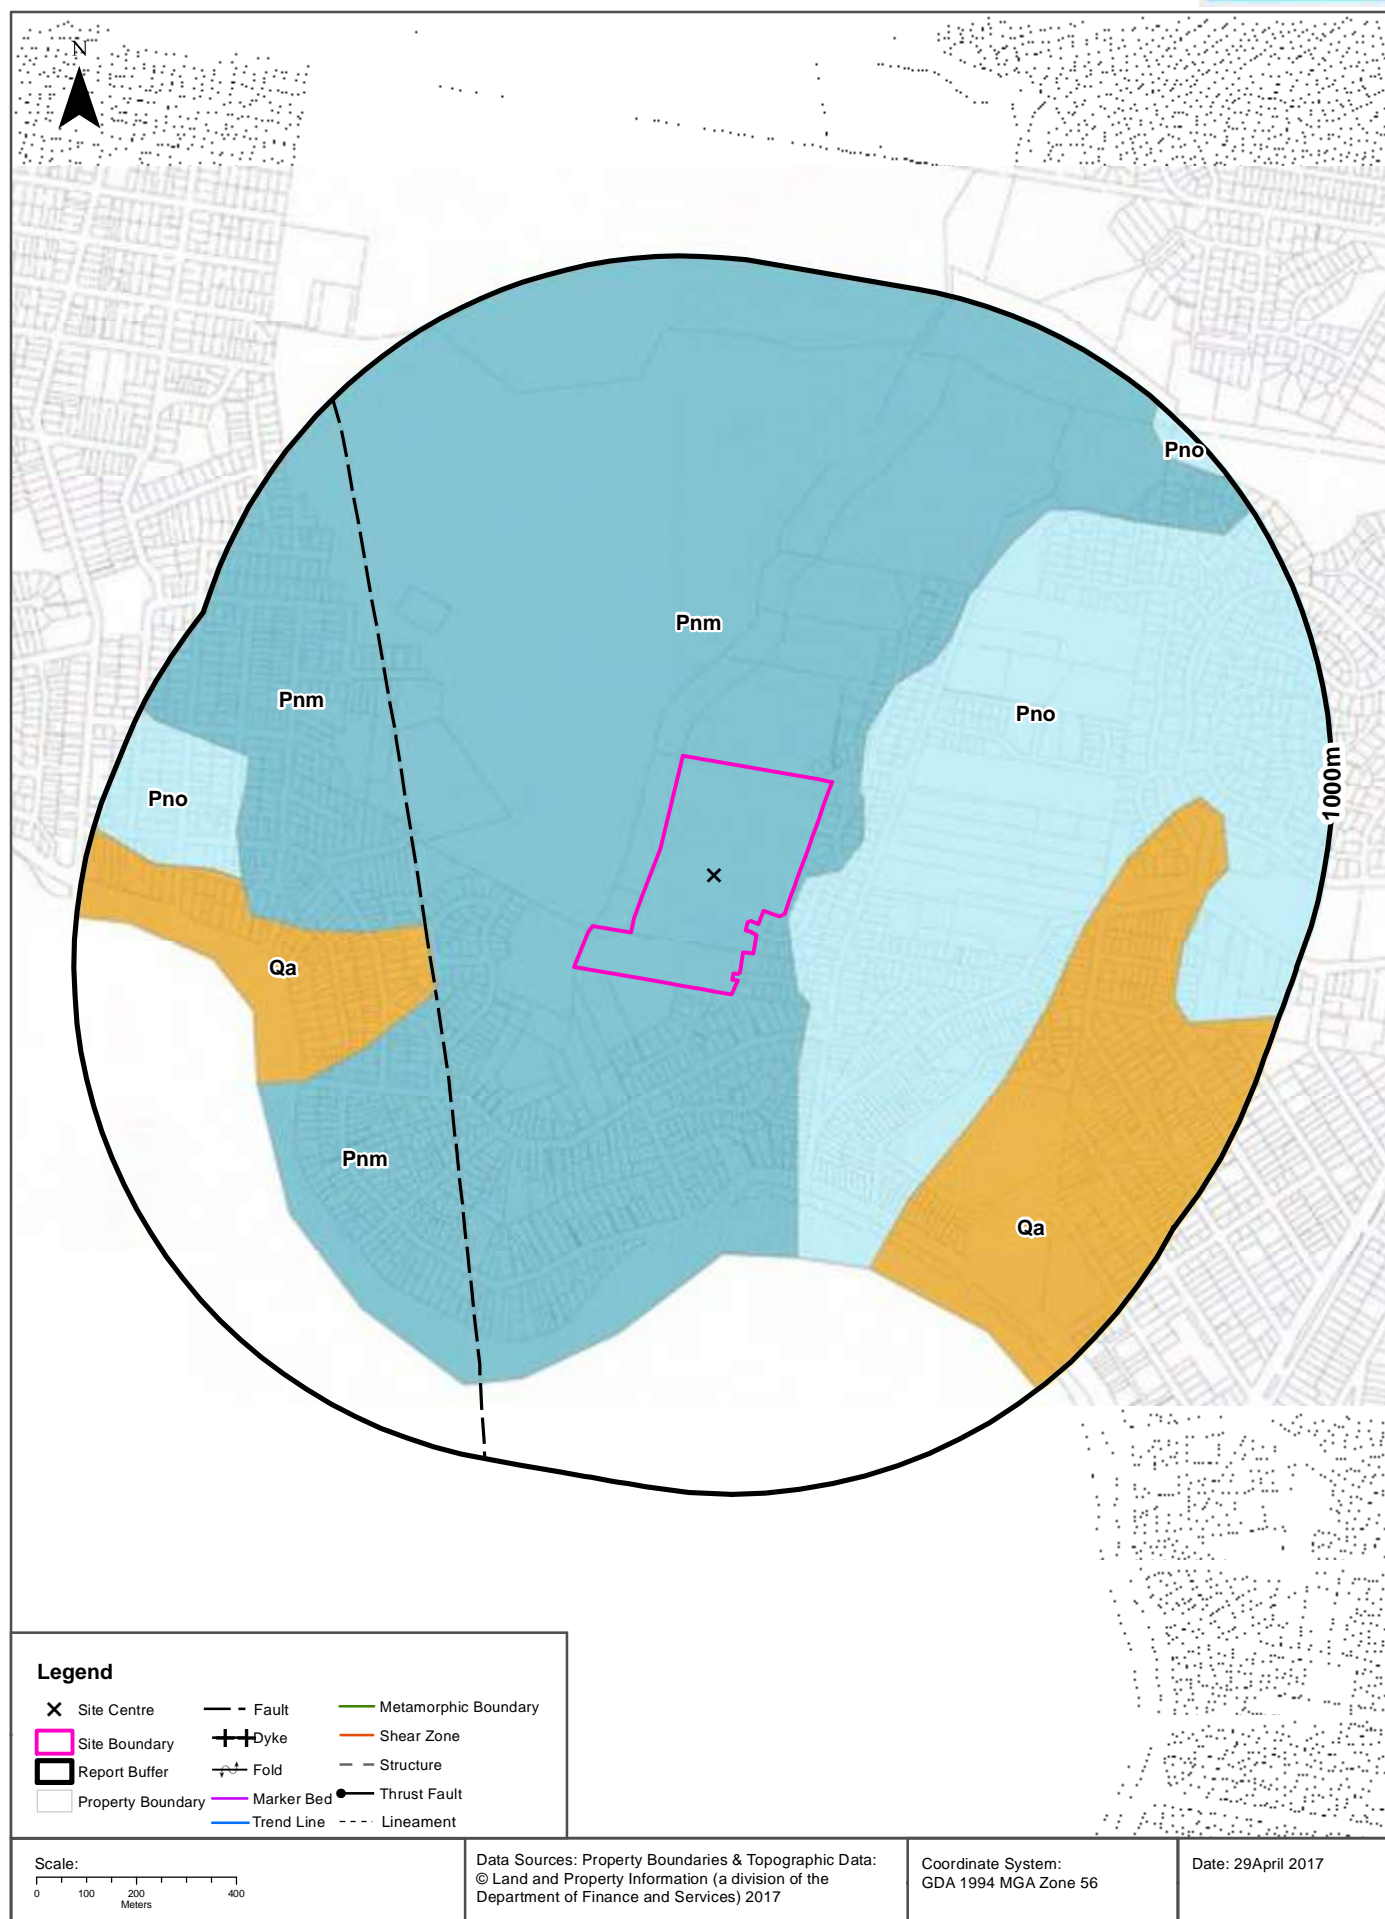 N
Pno
Pnm
Pnm
Pno
1000m
Pno
Qa
Pnm
Qa
Legend
Site Centre
Site Boundary
Report Buffer
Property Boundary
Fault
Dyke
Fold
Marker Bed
Trend Line
Metamorphic Boundary
Shear Zone
Structure
Thrust Fault
Lineament
Scale:
0 100 200 400
Meters
Data Sources: Property Boundaries & Topographic Data:
© Land and Property Information (a division of the
Department of Finance and Services) 2017
Coordinate System:
GDA 1994 MGA Zone 56
Date: 29April 2017